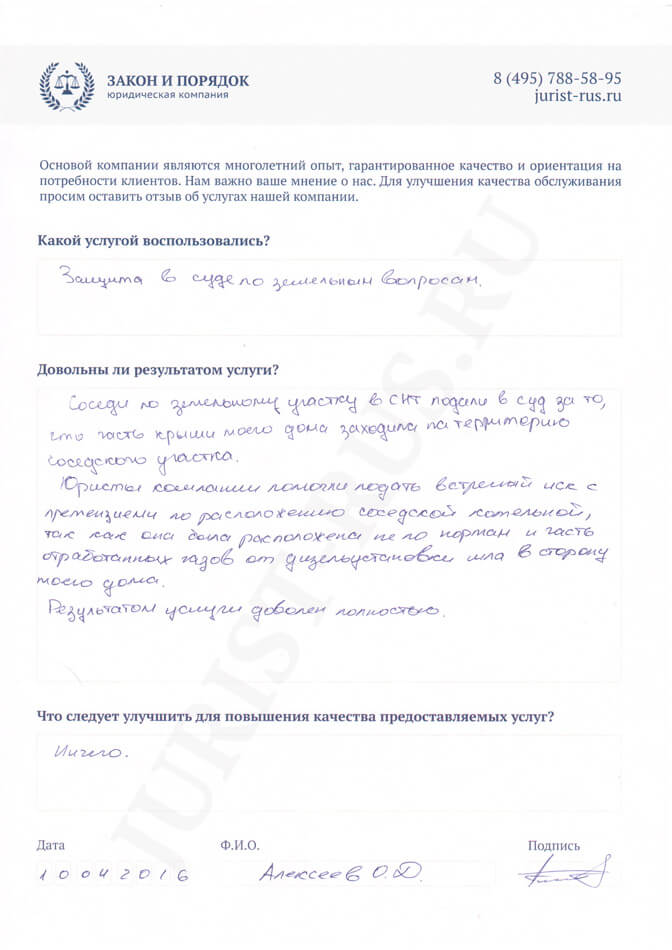 ЗАКОН И ПОРЯДОК
юридическая компания
8 (495) 788-58-95
jurist-rus.ru
Основой компании являются многолетний опыт, гарантированное качество и ориентация на
потребности клиентов. Нам важно ваше мнение о нас. Для улучшения качества обслуживания
просим оставить отзыв об услугах нашей компании.
Какой услугой воспользовались?
Защита в суде по земельным вопросам.
Довольны ли результатом услуги?
Соседи по земельному участку в СНТ подали в суд за то,
что часть крыши моего дома заходила на территорию
соседского участка.
Юристы компании помогли подать встречный иск с
претензиями по расположению соседской котельной,
так как она была расположена не по нормам и часть
отработанных газов от дизельустановки шла в сторону
моего дома.
Результатом услуги доволен полностью.
Что следует улучшить для повышения качества предоставляемых услуг?
Ничего.
Дата
Ф.И.О.
Подпись
10 04 2016
Алексеев О.Д.
JURIST-RUS.RU